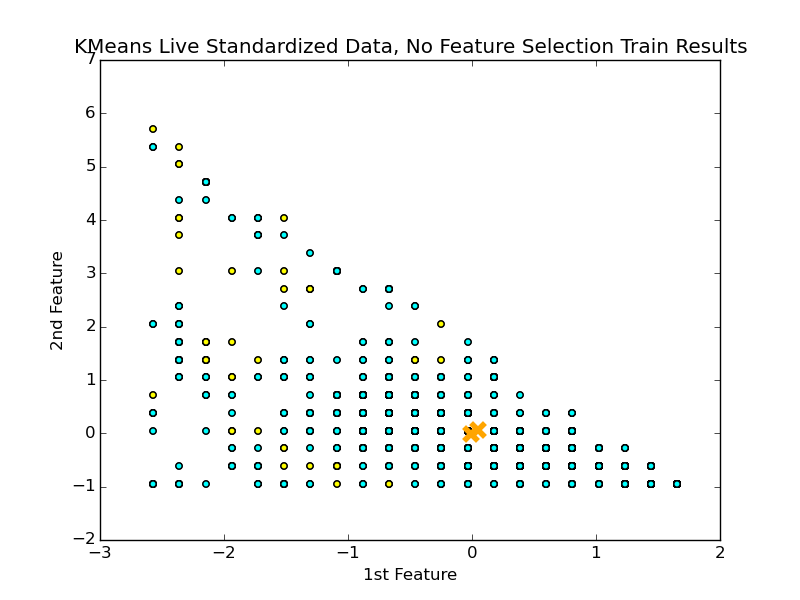 KMeans Live Standardized Data, No Feature Selection Train Results
7
6
5
4
3
2
1
0
−1
−2
2nd Feature
−3 −2 −1 0 1 2
1st Feature